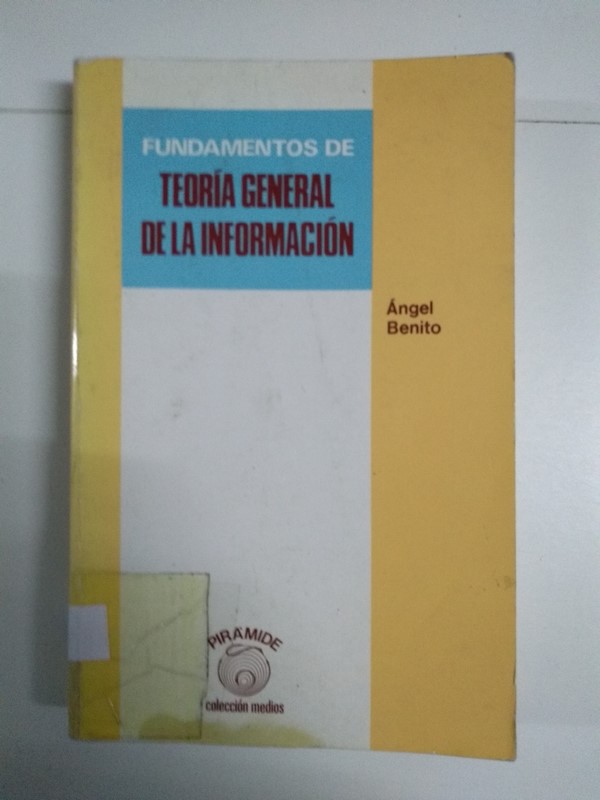 FUNDAMENTOS DE
TEORÍA GENERAL
DE LA INFORMACIÓN
Ángel
Benito
PIRÁMIDE
colección medios